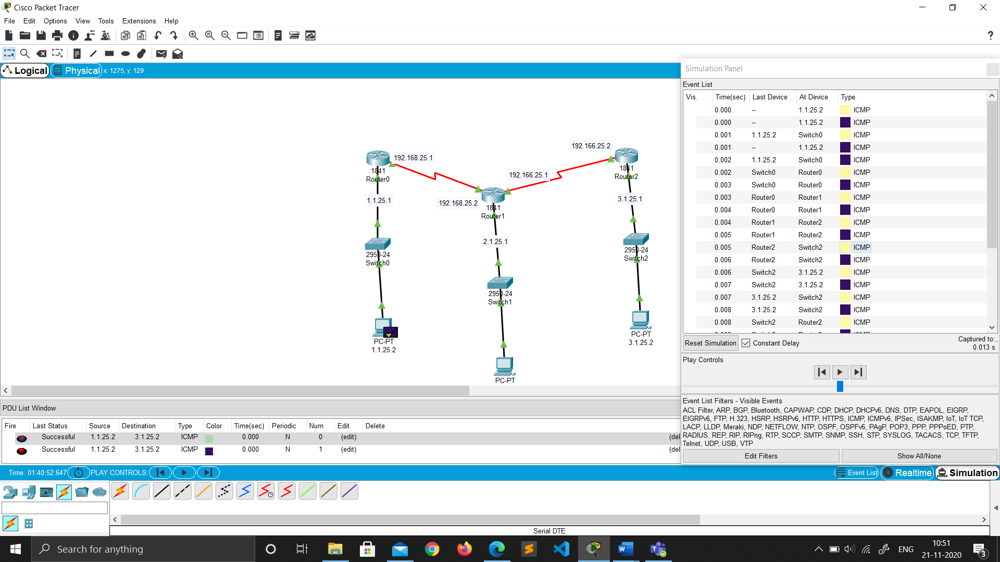 Cisco Packet Tracer
File Edit Options View Tools Extensions Help
Logical Physical x: 1275, y: 129
192.168.25.1
1841
Router0
1.1.25.1
2950-24
Switch0
PC-PT
1.1.25.2
192.168.25.2
192.166.25.1
1841
Router1
2.1.25.1
2950-24
Switch1
PC-PT
192.166.25.2
1841
Router2
3.1.25.1
2950-24
Switch2
PC-PT
3.1.25.2
Simulation Panel
Event List
Vis. Time(sec) Last Device At Device Type
0.000 -- 1.1.25.2 ICMP
0.000 -- 1.1.25.2 ICMP
0.001 1.1.25.2 Switch0 ICMP
0.001 -- 1.1.25.2 ICMP
0.002 1.1.25.2 Switch0 ICMP
0.002 Switch0 Router0 ICMP
0.003 Switch0 Router0 ICMP
0.003 Router0 Router1 ICMP
0.004 Router0 Router1 ICMP
0.004 Router1 Router2 ICMP
0.005 Router1 Router2 ICMP
0.005 Router2 Switch2 ICMP
0.006 Router2 Switch2 ICMP
0.006 Switch2 3.1.25.2 ICMP
0.007 Switch2 3.1.25.2 ICMP
0.007 3.1.25.2 Switch2 ICMP
0.008 3.1.25.2 Switch2 ICMP
0.008 Switch2 Router2 ICMP
Reset Simulation Constant Delay Captured to:
0.013 s
Play Controls
Event List Filters - Visible Events
ACL Filter, ARP, BGP, Bluetooth, CAPWAP, CDP, DHCP, DHCPv6, DNS, DTP, EAPOL, EIGRP,
EIGRPv6, FTP, H.323, HSRP, HSRPv6, HTTP, HTTPS, ICMP, ICMPv6, IPSec, ISAKMP, IoT, IoT TCP,
LACP, LLDP, Meraki, NDP, NETFLOW, NTP, OSPF, OSPFv6, PAgP, POP3, PPP, PPPoED, PTP,
RADIUS, REP, RIP, RIPng, RTP, SCCP, SMTP, SNMP, SSH, STP, SYSLOG, TACACS, TCP, TFTP,
Telnet, UDP, USB, VTP
Edit Filters Show All/None
PDU List Window
Fire Last Status Source Destination Type Color Time(sec) Periodic Num Edit Delete
Successful 1.1.25.2 3.1.25.2 ICMP 0.000 N 0 (edit) (del
Successful 1.1.25.2 3.1.25.2 ICMP 0.000 N 1 (edit) (del
Time: 01:40:52.647 PLAY CONTROLS: Event List Realtime Simulation
Serial DTE
Search for anything
ENG
10:51
21-11-2020
3